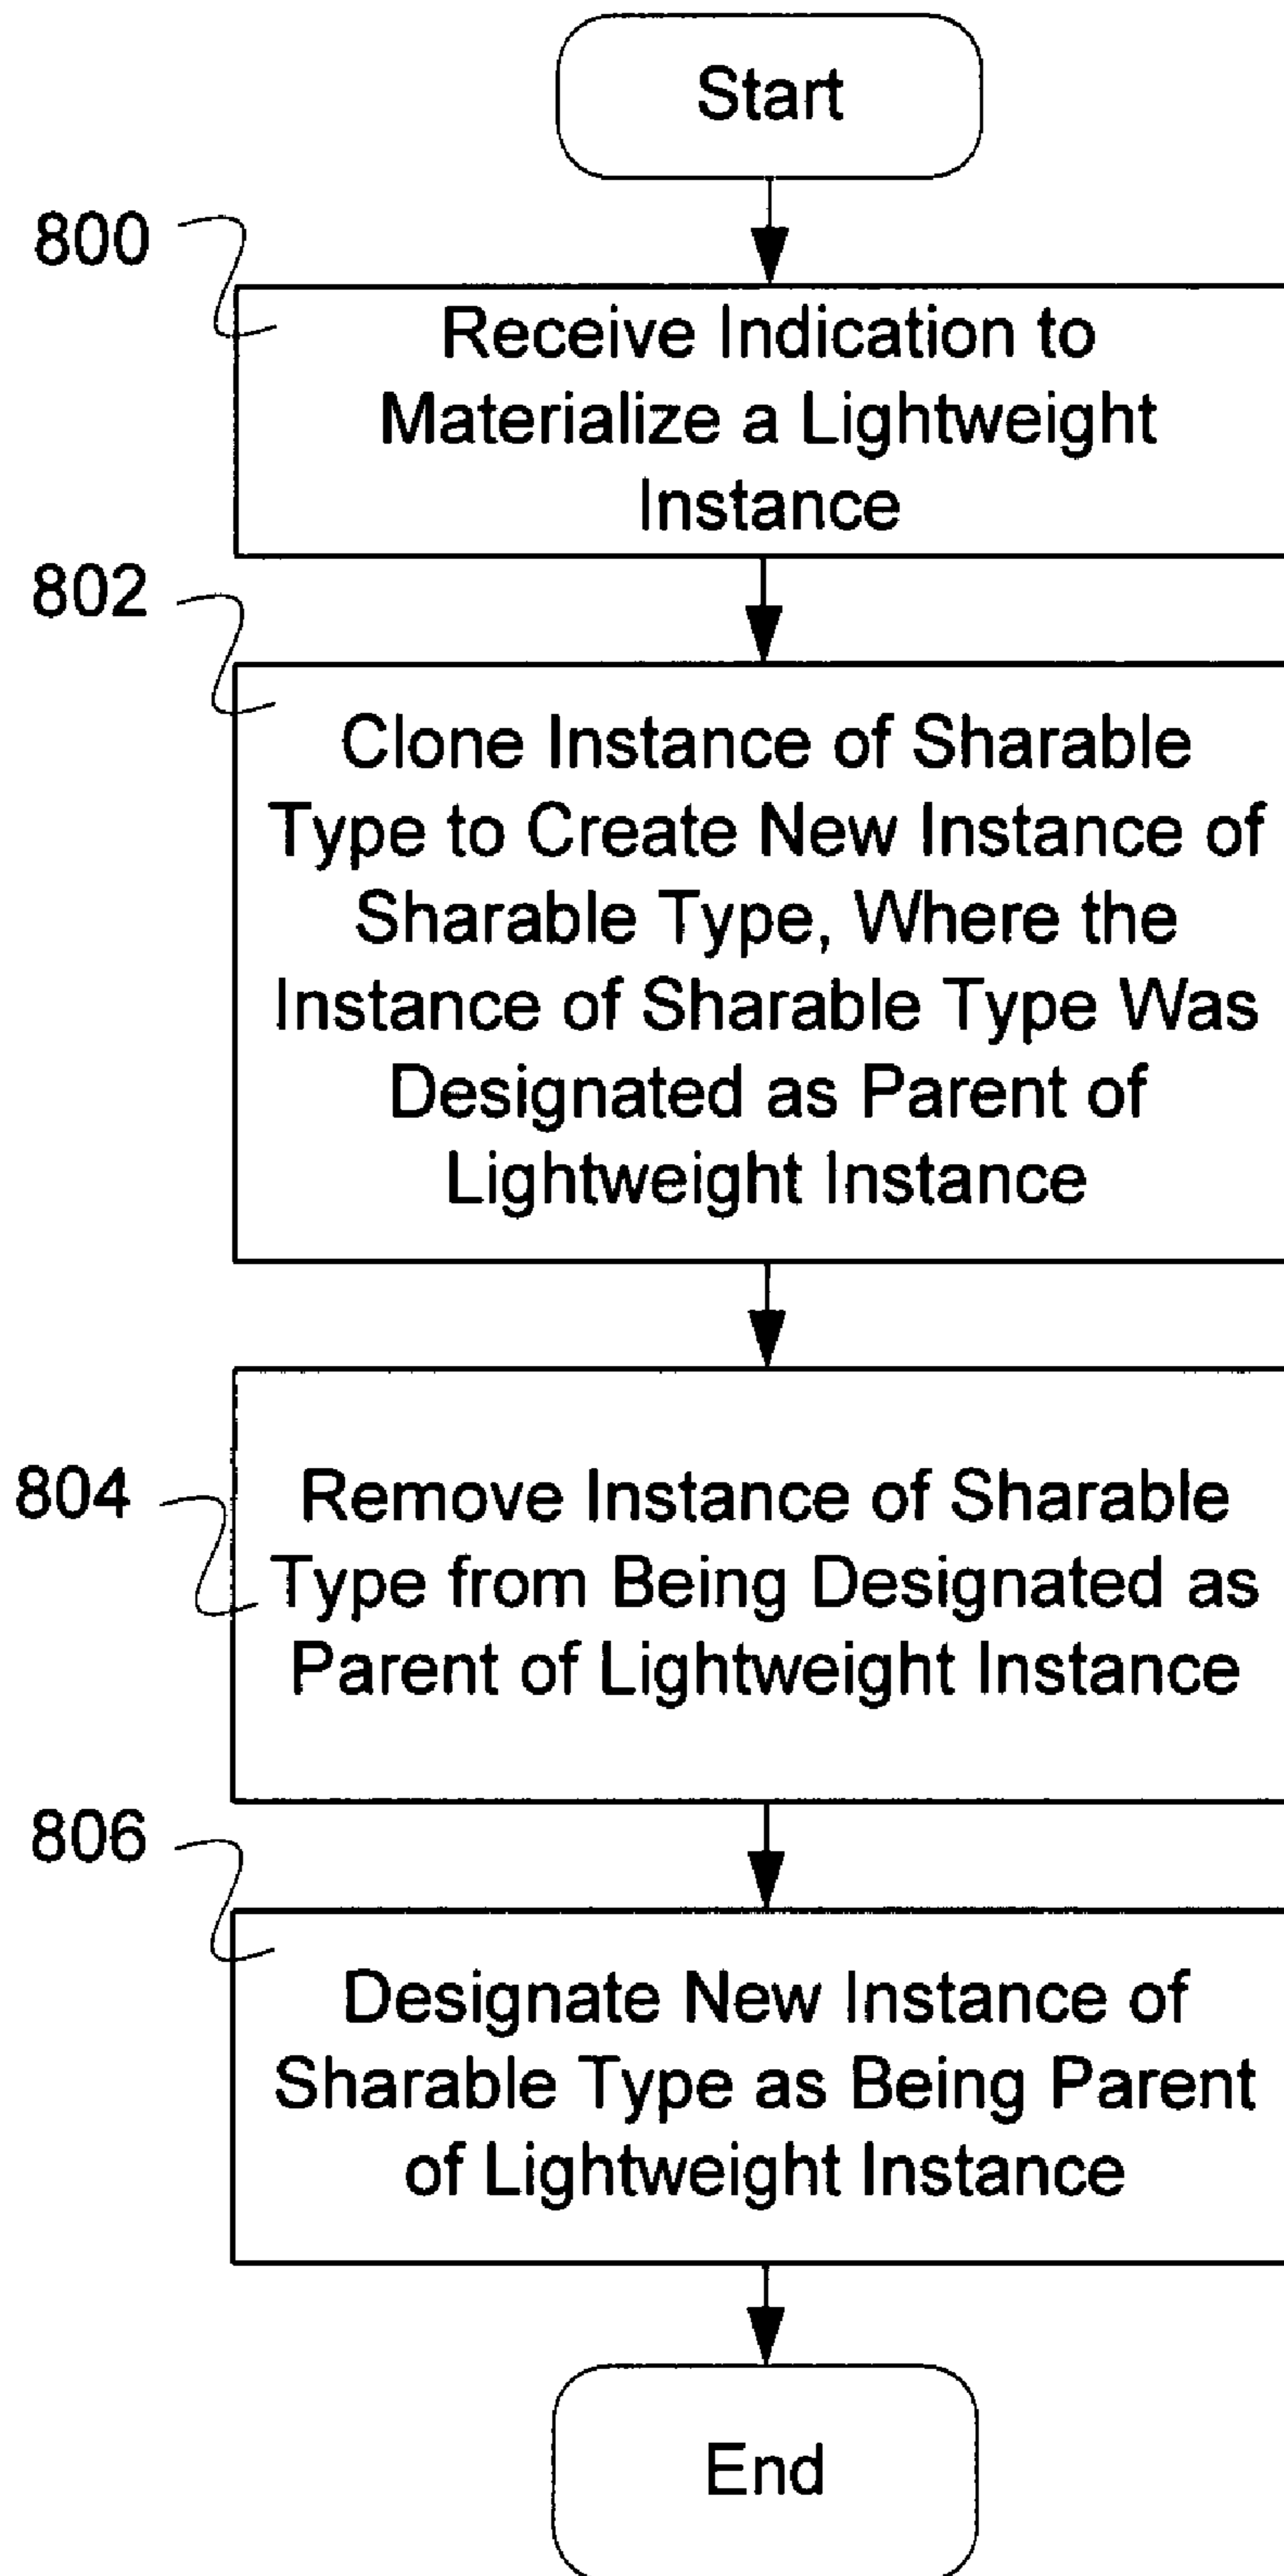 Start
800
Receive Indication to
Materialize a Lightweight
Instance
802
Clone Instance of Sharable
Type to Create New Instance of
Sharable Type, Where the
Instance of Sharable Type Was
Designated as Parent of
Lightweight Instance
804
Remove Instance of Sharable
Type from Being Designated as
Parent of Lightweight Instance
806
Designate New Instance of
Sharable Type as Being Parent
of Lightweight Instance
End